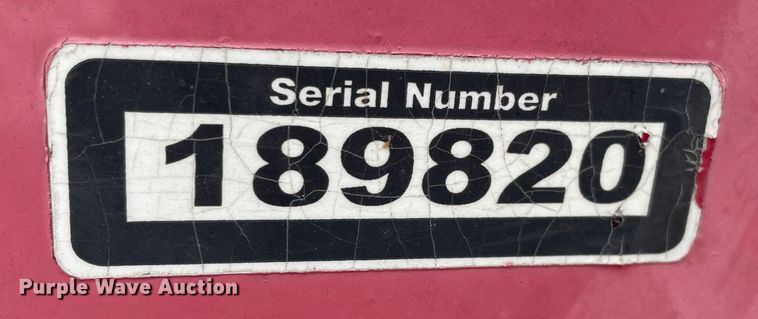 Serial Number
189820
Purple Wave Auction